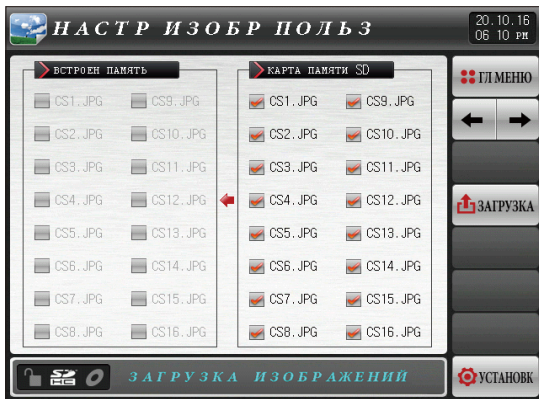 НАСТР ИЗОБР ПОЛЬЗ
20.10.16
06 10 PM
ВСТРОЕН ПАМЯТЬ
CS1.JPG CS9.JPG
CS2.JPG CS10.JPG
CS3.JPG CS11.JPG
CS4.JPG CS12.JPG
CS5.JPG CS13.JPG
CS6.JPG CS14.JPG
CS7.JPG CS15.JPG
CS8.JPG CS16.JPG
КАРТА ПАМЯТИ SD
CS1.JPG CS9.JPG
CS2.JPG CS10.JPG
CS3.JPG CS11.JPG
CS4.JPG CS12.JPG
CS5.JPG CS13.JPG
CS6.JPG CS14.JPG
CS7.JPG CS15.JPG
CS8.JPG CS16.JPG
ГЛ МЕНЮ
ЗАГРУЗКА
УСТАНОВК
SD HC
ЗАГРУЗКА ИЗОБРАЖЕНИЙ